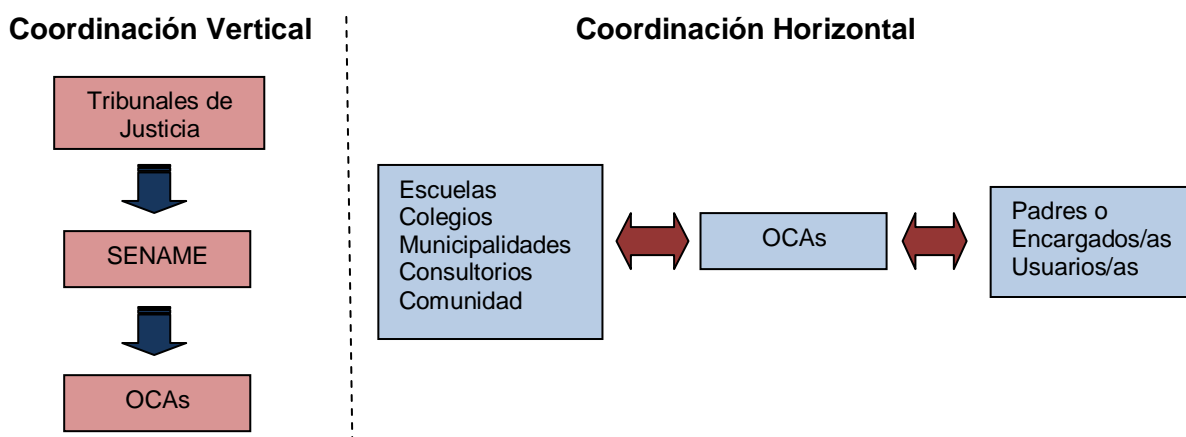 Coordinación Vertical
Tribunales de
Justicia
SENAME
OCAs
Coordinación Horizontal
Escuelas
Colegios
Municipalidades
Consultorios
Comunidad
OCAs
Padres o
Encargados/as
Usuarios/as